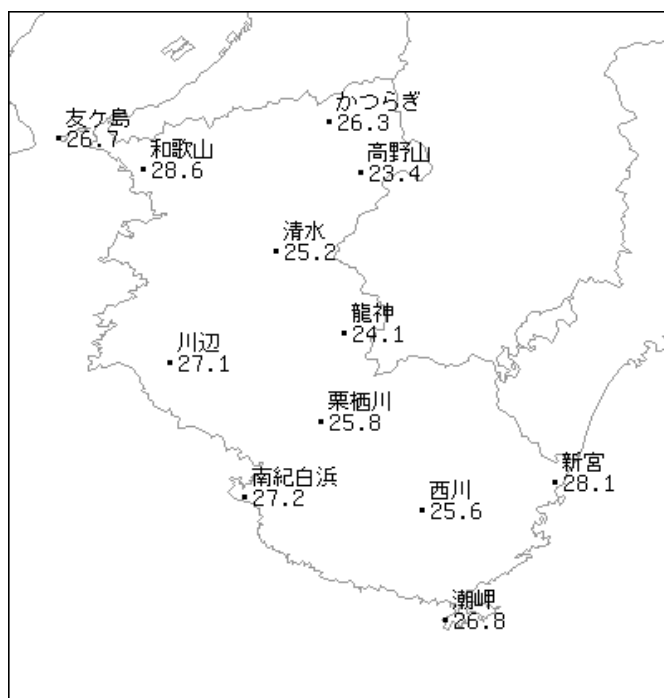 かつらぎ
26.3
友ケ島
26.7
和歌山
28.6
高野山
23.4
清水
25.2
龍神
24.1
川辺
27.1
栗栖川
25.8
新宮
28.1
南紀白浜
27.2
西川
25.6
潮岬
26.8